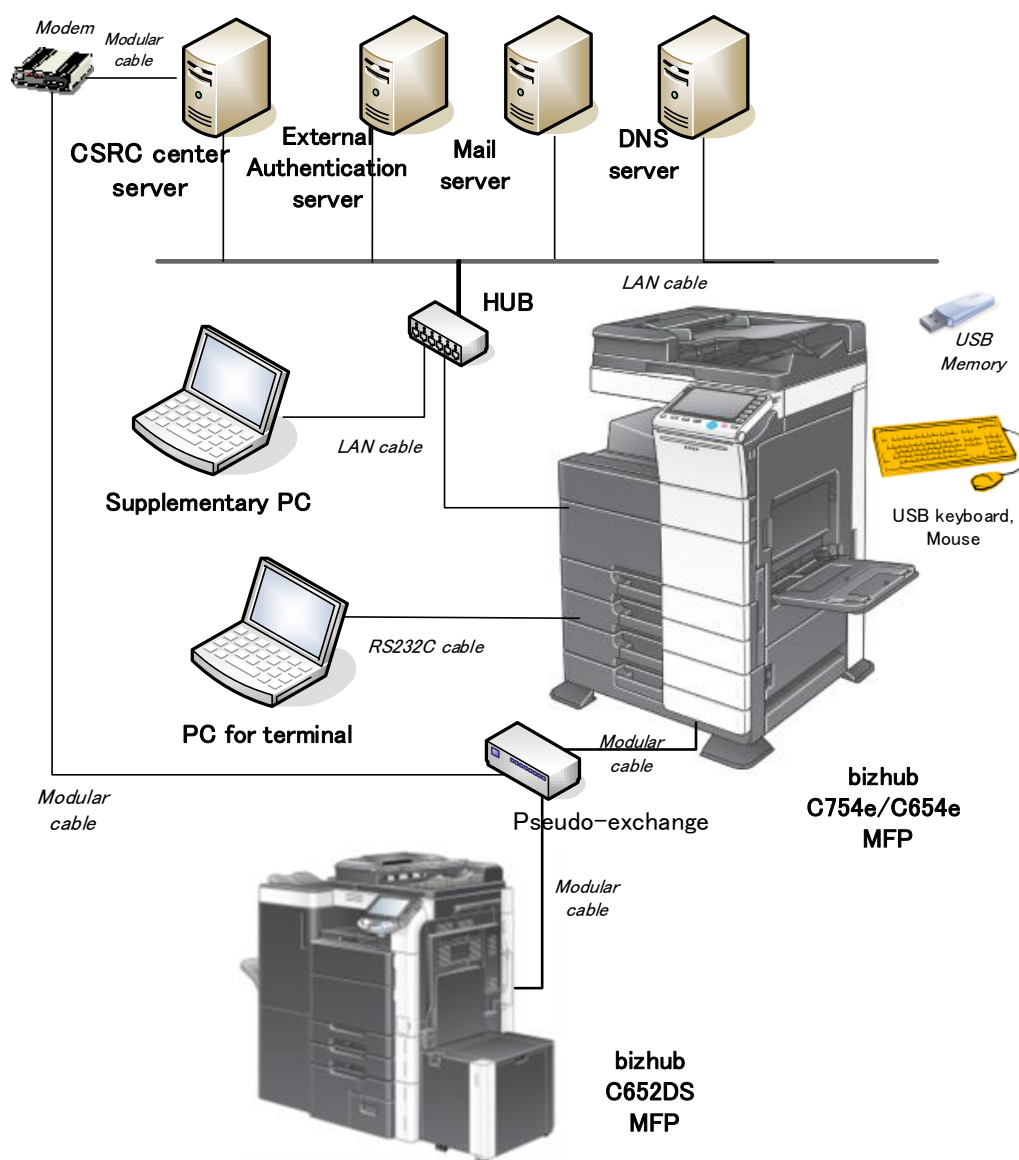 Modem
Modular
cable
CSRC center
server
External
Authentication
server
Mail
server
DNS
server
LAN cable
HUB
USB
Memory
LAN cable
Supplementary PC
USB keyboard,
Mouse
RS232C cable
PC for terminal
Modular
cable
Modular
cable
Pseudo-exchange
bizhub
C754e/C654e
MFP
Modular
cable
bizhub
C652DS
MFP